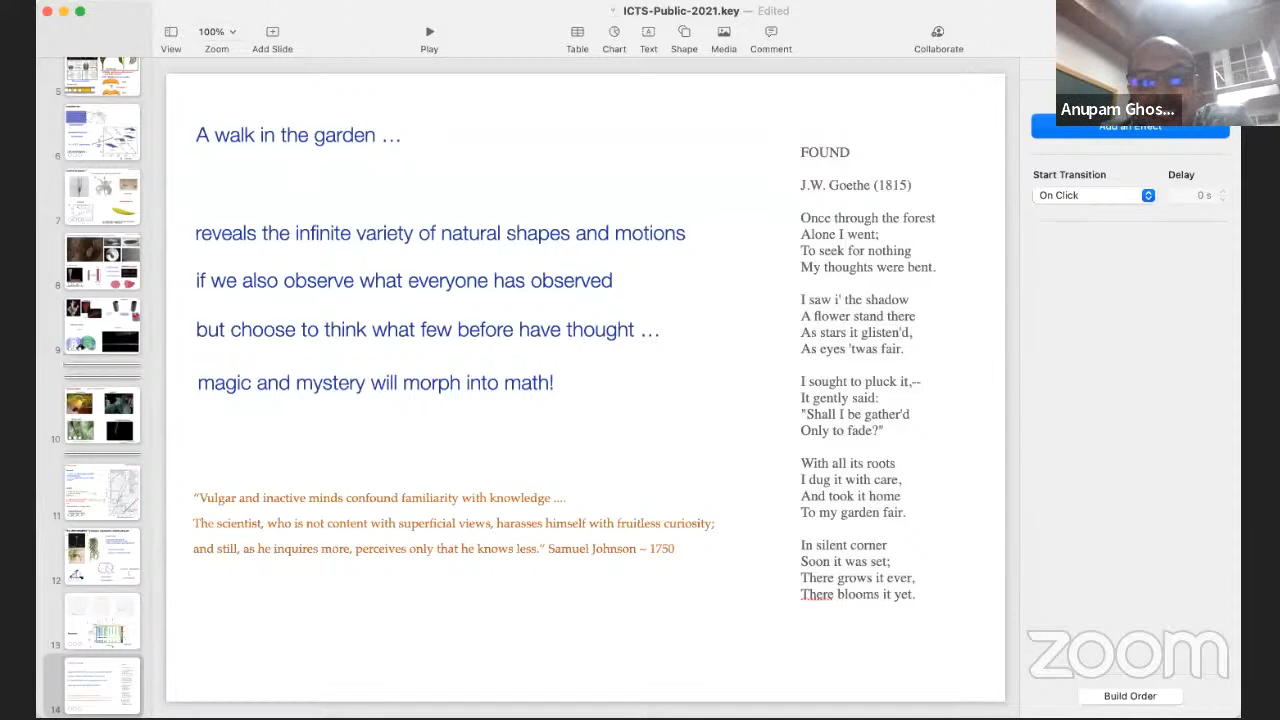 ICTS-Public-2021.key — Edited
100%
View
Zoom
Add Slide
Play
Table
Chart
Text
Shape
Media
Comment
Collaborate
Anupam Ghos...
Add an Effect
Start Transition
Delay
On Click
0 s
5
6
7
8
9
10
11
12
13
14
A walk in the garden …
reveals the infinite variety of natural shapes and motions
if we also observe what everyone has observed
but choose to think what few before have thought …
magic and mystery will morph into math!
“Vulgar and inactive minds confound familiarity with knowledge ....
The scientist, who is not content with superficial views, harasses himself with fruitless curiosity;
and still, as he inquires more, perceives only that he knows less.” Samuel Johnson ~ 1750
FOUND
J.W. Goethe (1815)
Once through the forest
Alone I went;
To seek for nothing
My thoughts were bent.
I saw i' the shadow
A flower stand there
As stars it glisten'd,
As eyes 'twas fair.
I sought to pluck it,--
It gently said:
"Shall I be gather'd
Only to fade?"
With all its roots
I dug it with care,
And took it home
To my garden fair.
In silent corner
Soon it was set;
There grows it ever,
There blooms it yet.
zoom
Build Order